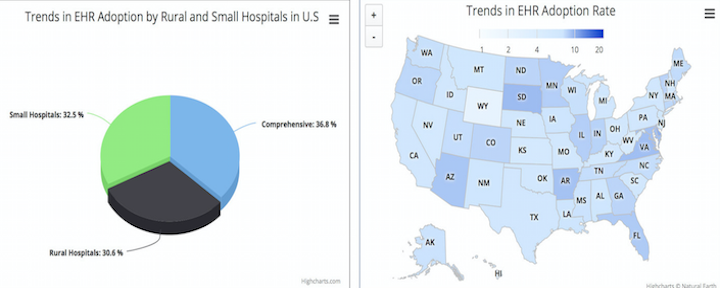 Trends in EHR Adoption by Rural and Small Hospitals in U.S
Small Hospitals: 32.5 %
Comprehensive: 36.8 %
Rural Hospitals: 30.6 %
Highcharts.com
+
-
Trends in EHR Adoption Rate
1 2 4 10 20
WA
MT
ND
ME
OR
MN
ID
SD
WI
NH
NY
MA
WY
MI
IA
PA
NJ
NE
NV
IL
IN
OH
UT
CO
WV
VA
KS
MO
KY
CA
NC
TN
AZ
OK
AR
NM
SC
MS
AL
GA
TX
LA
FL
AK
HI
Highcharts © Natural Earth